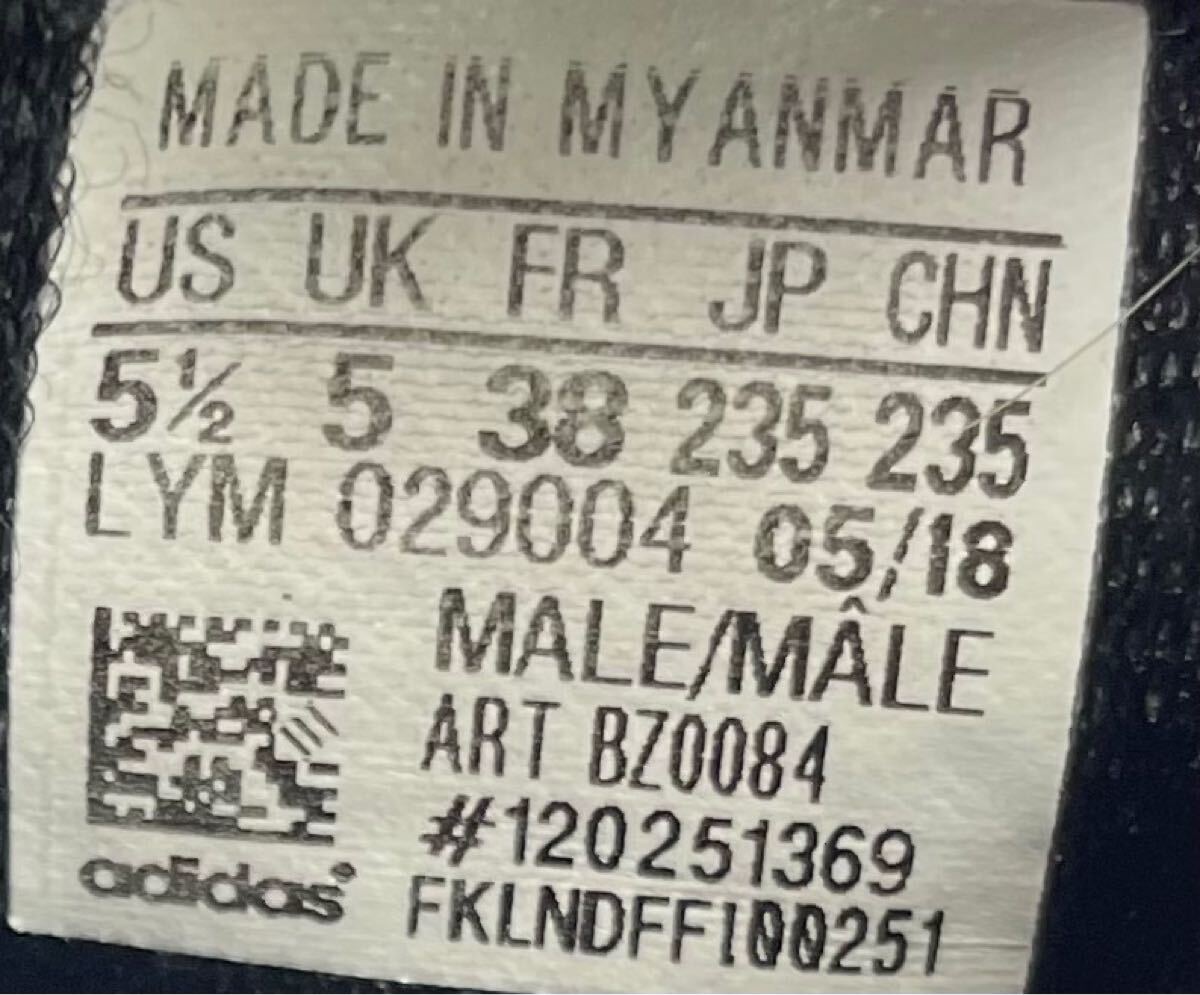 MADE IN MYANMAR
US UK FR JP CHN
5½ 5 38 235 235
LYM 029004 05/18
MALE/MÂLE
ART BZ0084
#120251369
FKLNDFFI00251
adidas